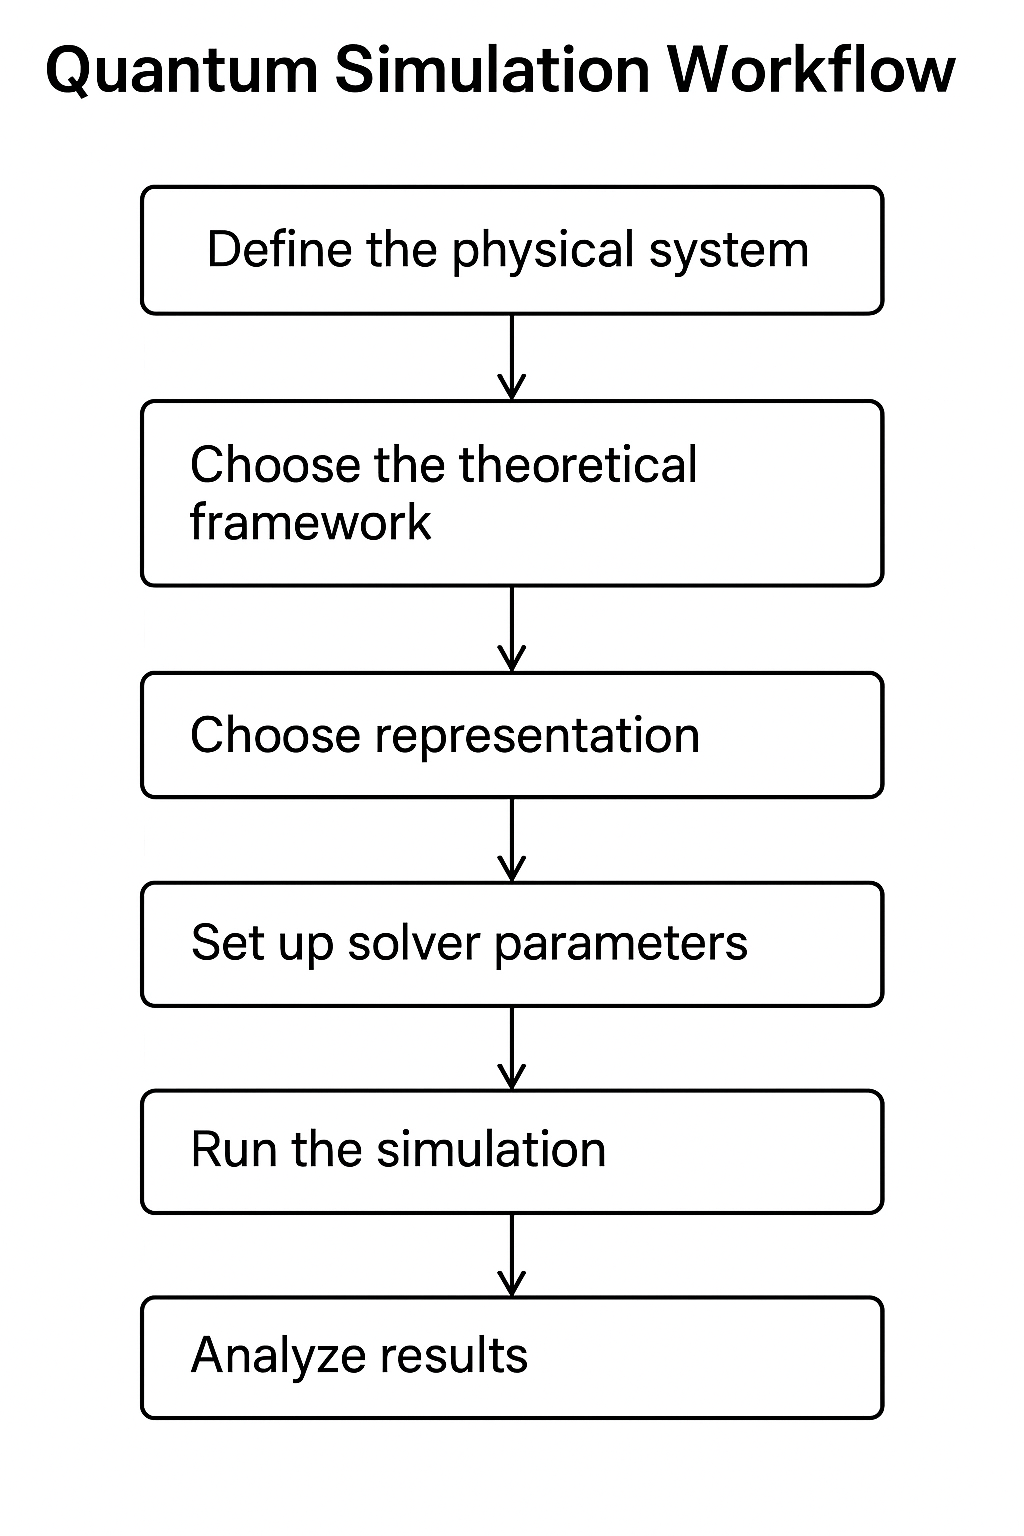 Quantum Simulation Workflow
Define the physical system
Choose the theoretical
framework
Choose representation
Set up solver parameters
Run the simulation
Analyze results